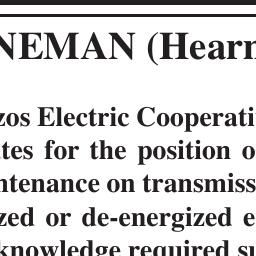 NEMAN (Hearn
zos Electric Cooperati
tes for the position o
ntenance on transmiss
zed or de-energized e
knowledge required su